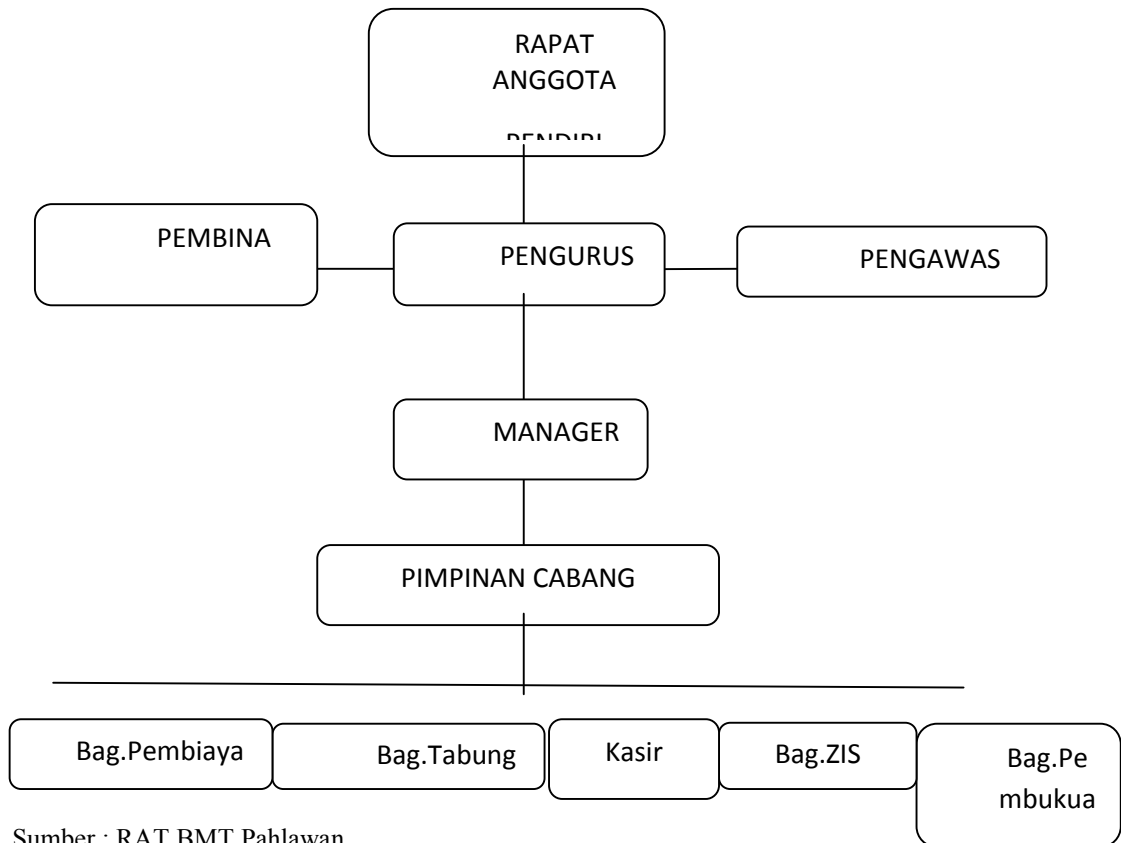 RAPAT
ANGGOTA
PENDIRI
PEMBINA
PENGURUS
PENGAWAS
MANAGER
PIMPINAN CABANG
Bag.Pembiaya
Bag.Tabung
Kasir
Bag.ZIS
Bag.Pe
mbukua
Sumber : RAT BMT Pahlawan